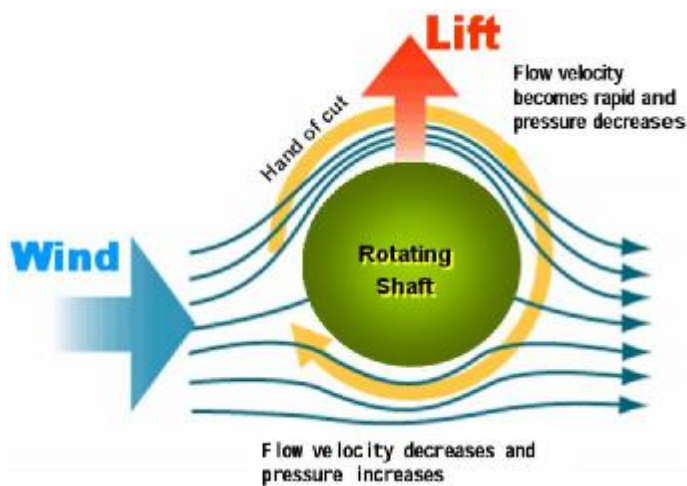 Lift
Flow velocity
becomes rapid and
pressure decreases
Hand of cut
Wind
Rotating
Shaft
Flow velocity decreases and
pressure increases